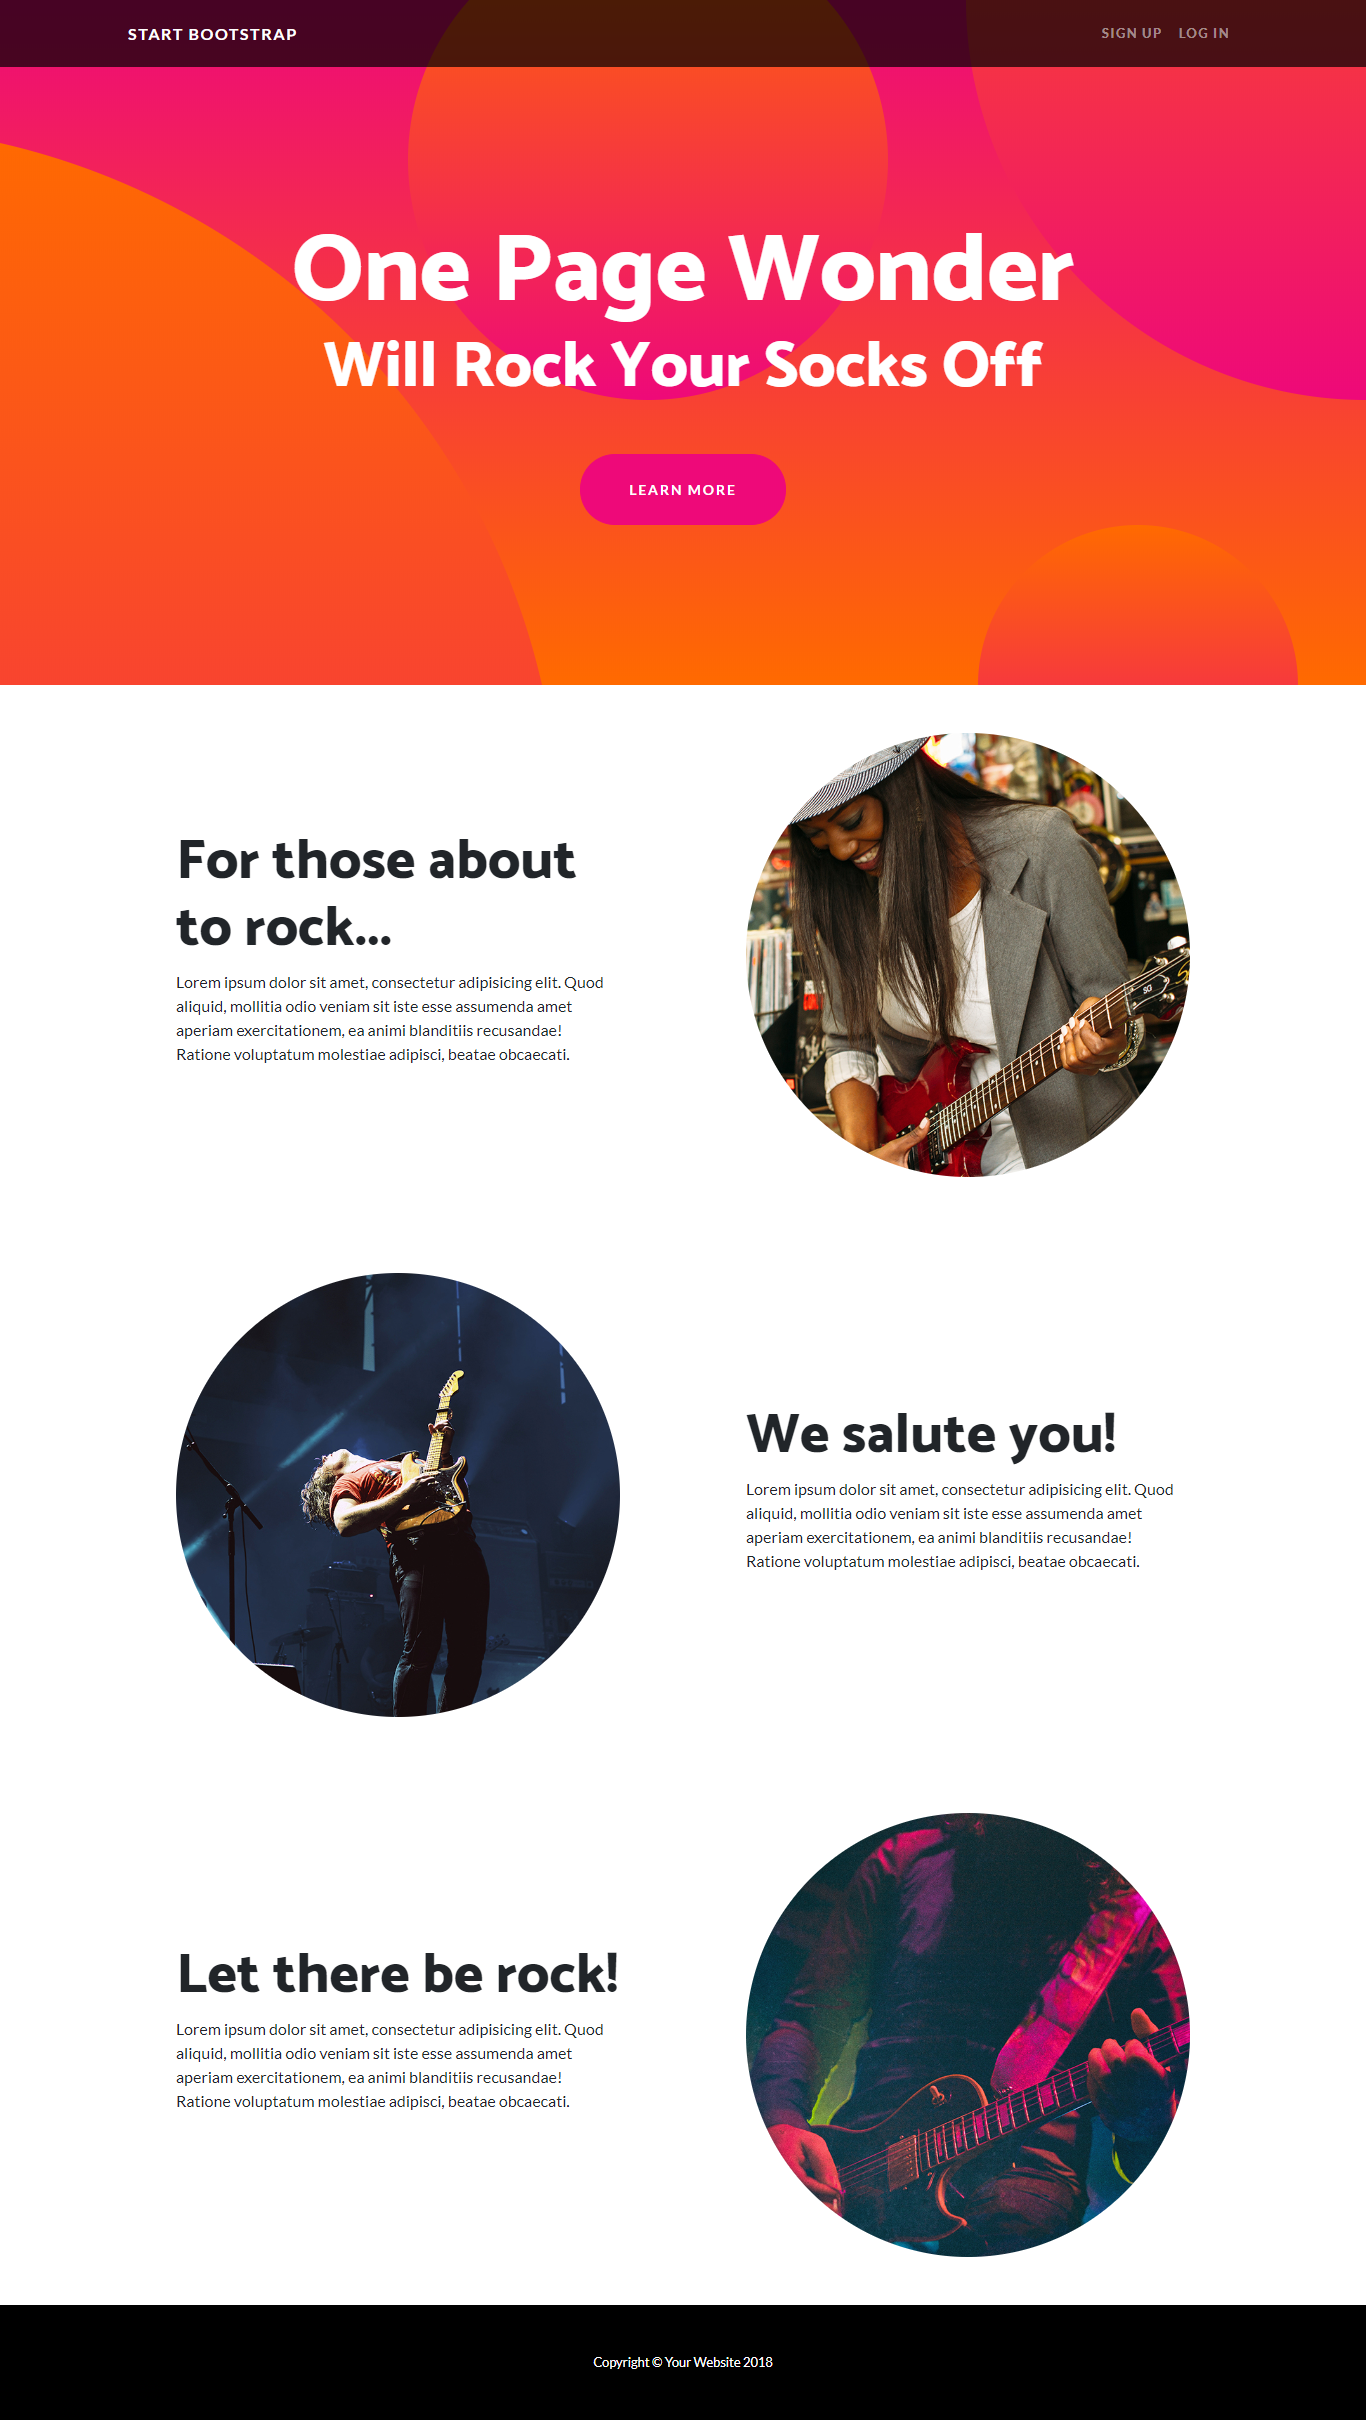 START BOOTSTRAP
SIGN UP LOG IN
One Page Wonder
Will Rock Your Socks Off
LEARN MORE
For those about
to rock...
Lorem ipsum dolor sit amet, consectetur adipisicing elit. Quod
aliquid, mollitia odio veniam sit iste esse assumenda amet
aperiam exercitationem, ea animi blanditiis recusandae!
Ratione voluptatum molestiae adipisci, beatae obcaecati.
SG
We salute you!
Lorem ipsum dolor sit amet, consectetur adipisicing elit. Quod
aliquid, mollitia odio veniam sit iste esse assumenda amet
aperiam exercitationem, ea animi blanditiis recusandae!
Ratione voluptatum molestiae adipisci, beatae obcaecati.
Let there be rock!
Lorem ipsum dolor sit amet, consectetur adipisicing elit. Quod
aliquid, mollitia odio veniam sit iste esse assumenda amet
aperiam exercitationem, ea animi blanditiis recusandae!
Ratione voluptatum molestiae adipisci, beatae obcaecati.
Copyright © Your Website 2018